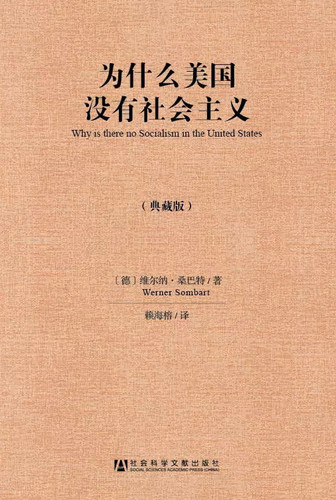 为什么美国
没有社会主义
Why is there no Socialism in the United States
（典藏版）
〔德〕维尔纳·桑巴特/著
Werner Sombart
赖海榕/译
社会科学文献出版社
SOCIAL SCIENCES ACADEMIC PRESS (CHINA)